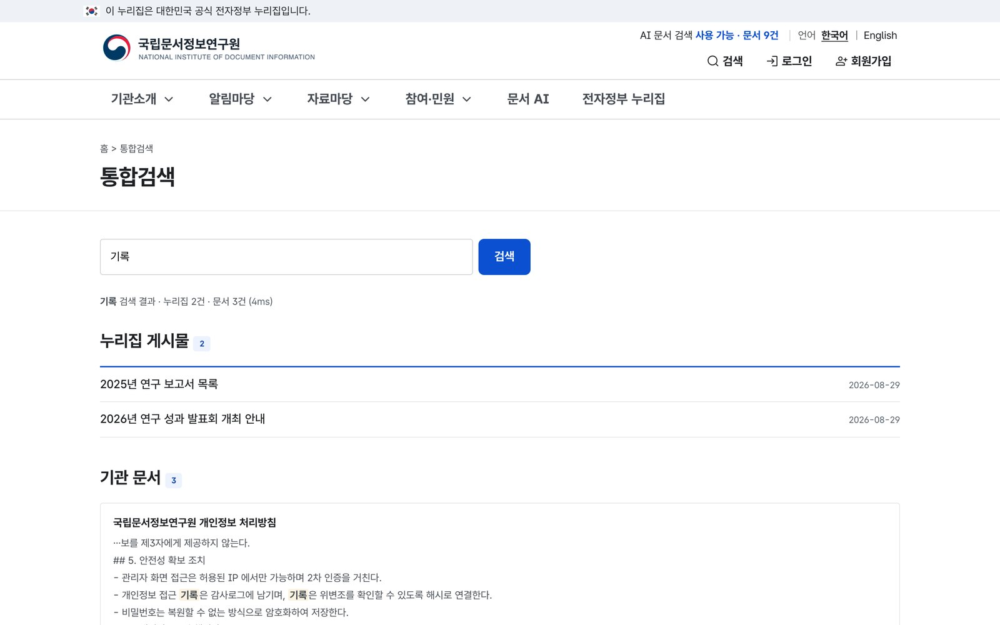 이 누리집은 대한민국 공식 전자정부 누리집입니다.
국립문서정보연구원
NATIONAL INSTITUTE OF DOCUMENT INFORMATION
AI 문서 검색 사용 가능 · 문서 9건 | 언어 한국어 | English
검색 로그인 회원가입
기관소개 알림마당 자료마당 참여·민원 문서 AI 전자정부 누리집
홈 > 통합검색
통합검색
기록 검색
기록 검색 결과 · 누리집 2건 · 문서 3건 (4ms)
누리집 게시물 2
2025년 연구 보고서 목록 2026-08-29
2026년 연구 성과 발표회 개최 안내 2026-08-29
기관 문서 3
국립문서정보연구원 개인정보 처리방침
…보를 제3자에게 제공하지 않는다.
## 5. 안전성 확보 조치
- 관리자 화면 접근은 허용된 IP 에서만 가능하며 2차 인증을 거친다.
- 개인정보 접근 기록은 감사로그에 남기며, 기록은 위변조를 확인할 수 있도록 해시로 연결한다.
- 비밀번호는 복원할 수 없는 방식으로 암호화하여 저장한다.